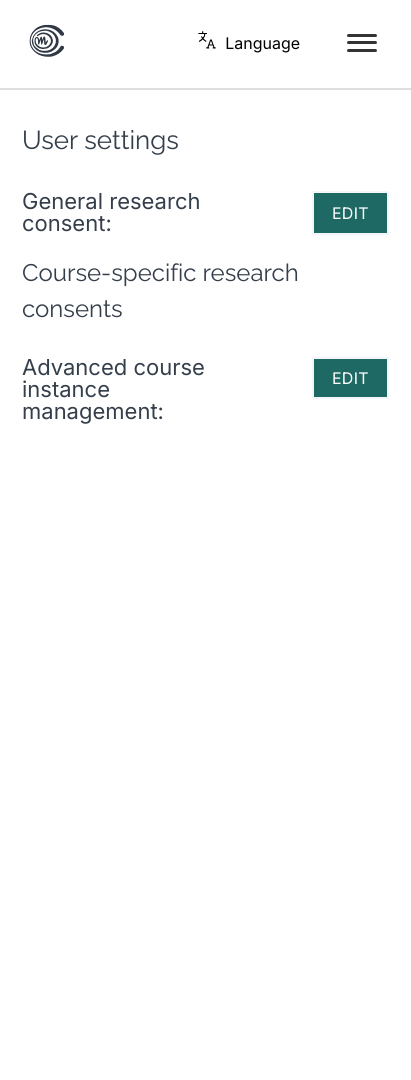 Language
User settings
General research
consent:
EDIT
Course-specific research
consents
Advanced course
instance
management:
EDIT